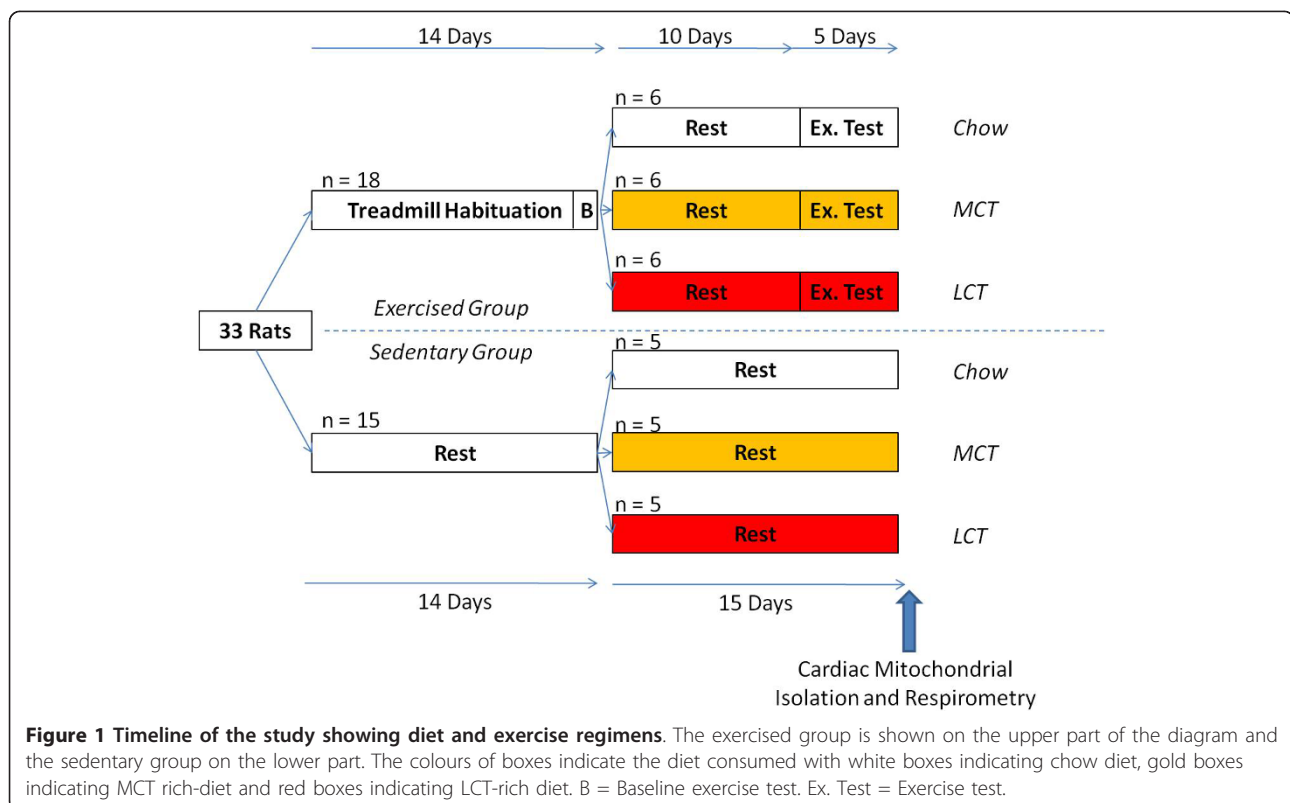 14 Days
10 Days
5 Days
n = 6
Rest
Ex. Test
Chow
n = 18
Treadmill Habituation
B
n = 6
Rest
Ex. Test
MCT
n = 6
Rest
Ex. Test
LCT
Exercised Group
33 Rats
Sedentary Group
n = 5
Rest
Chow
n = 15
Rest
n = 5
Rest
MCT
n = 5
Rest
LCT
14 Days
15 Days
Cardiac Mitochondrial
Isolation and Respirometry
Figure 1 Timeline of the study showing diet and exercise regimens. The exercised group is shown on the upper part of the diagram and
the sedentary group on the lower part. The colours of boxes indicate the diet consumed with white boxes indicating chow diet, gold boxes
indicating MCT rich-diet and red boxes indicating LCT-rich diet. B = Baseline exercise test. Ex. Test = Exercise test.